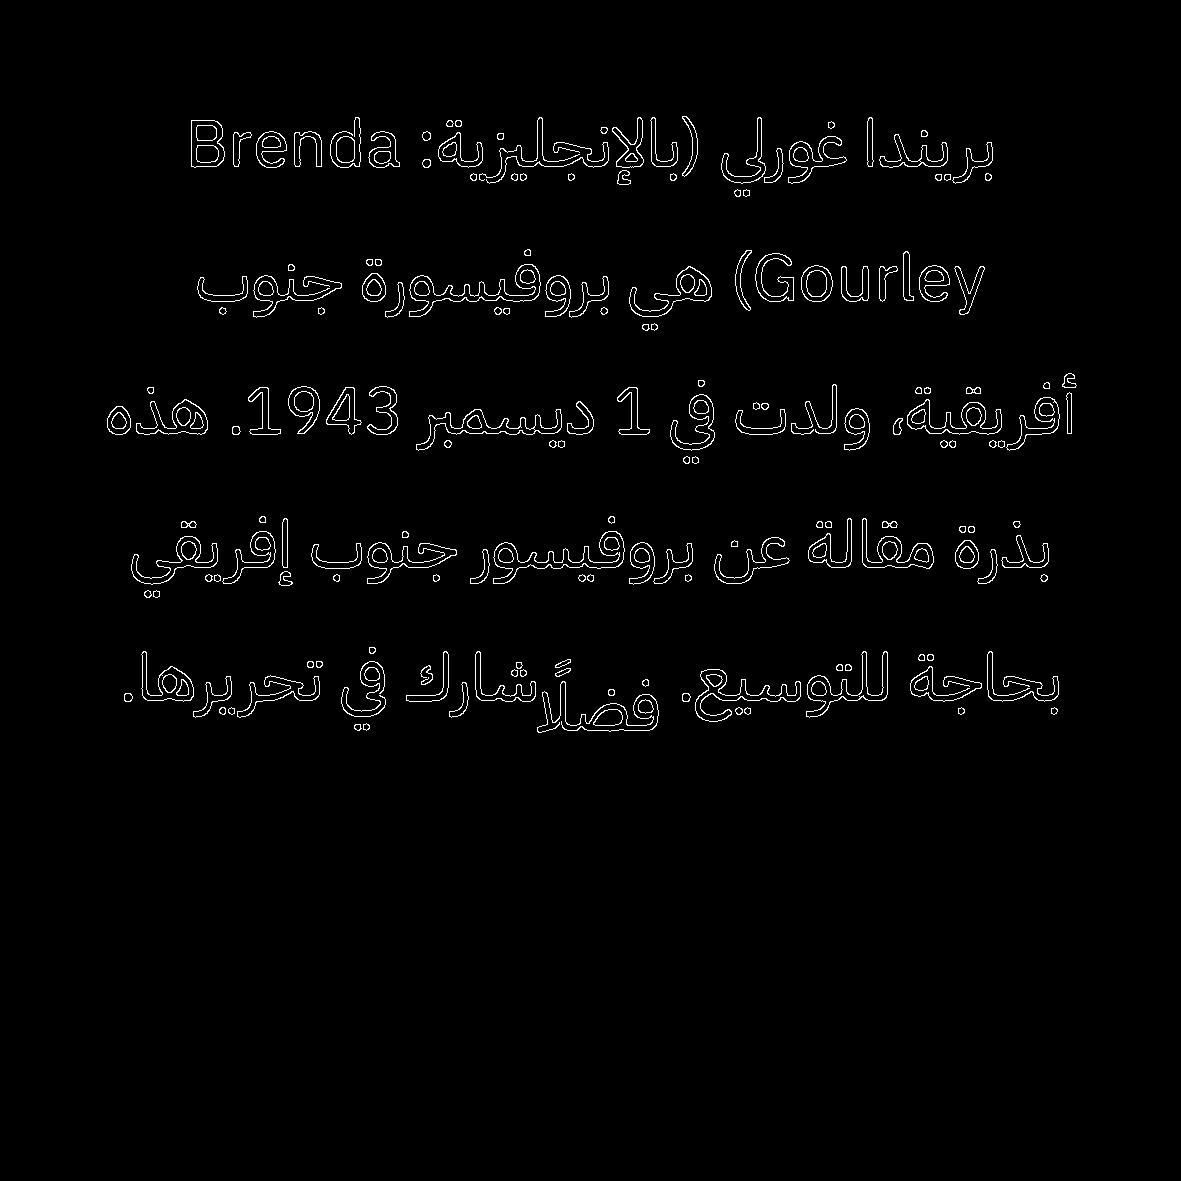 بريندا غورلي (بالإنجليزية: Brenda
Gourley) هي بروفيسورة جنوب
أفريقية، ولدت في 1 ديسمبر 1943. هذه
بذرة مقالة عن بروفيسور جنوب إفريقي
بحاجة للتوسيع. فضلًا شارك في تحريرها.